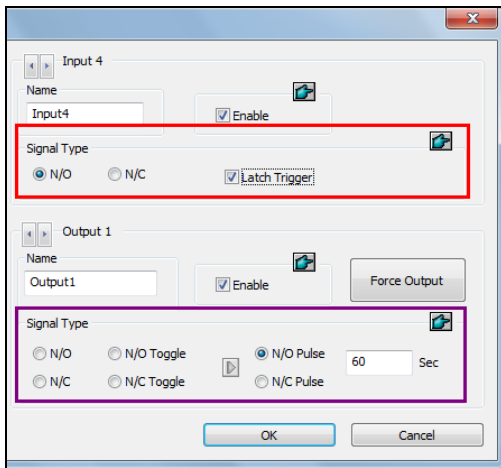 Input 4
Name
Input4
Enable
Signal Type
N/O N/C Latch Trigger
Output 1
Name
Output1
Enable
Force Output
Signal Type
N/O N/O Toggle N/O Pulse 60 Sec
N/C N/C Toggle N/C Pulse
OK Cancel